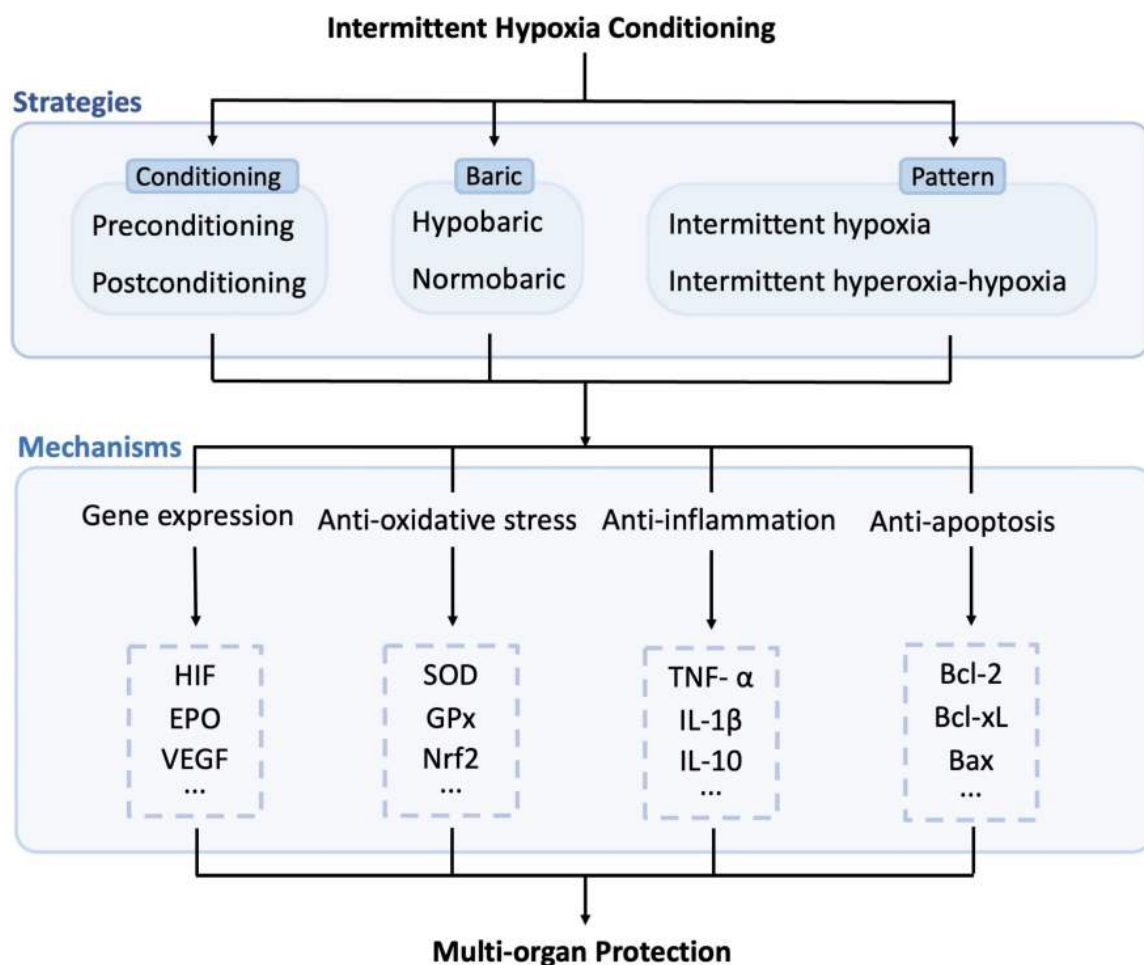 Intermittent Hypoxia Conditioning
Strategies
Conditioning
Preconditioning
Postconditioning
Baric
Hypobaric
Normobaric
Pattern
Intermittent hypoxia
Intermittent hyperoxia-hypoxia
Mechanisms
Gene expression
HIF
EPO
VEGF
...
Anti-oxidative stress
SOD
GPx
Nrf2
...
Anti-inflammation
TNF- α
IL-1β
IL-10
...
Anti-apoptosis
Bcl-2
Bcl-xL
Bax
...
Multi-organ Protection